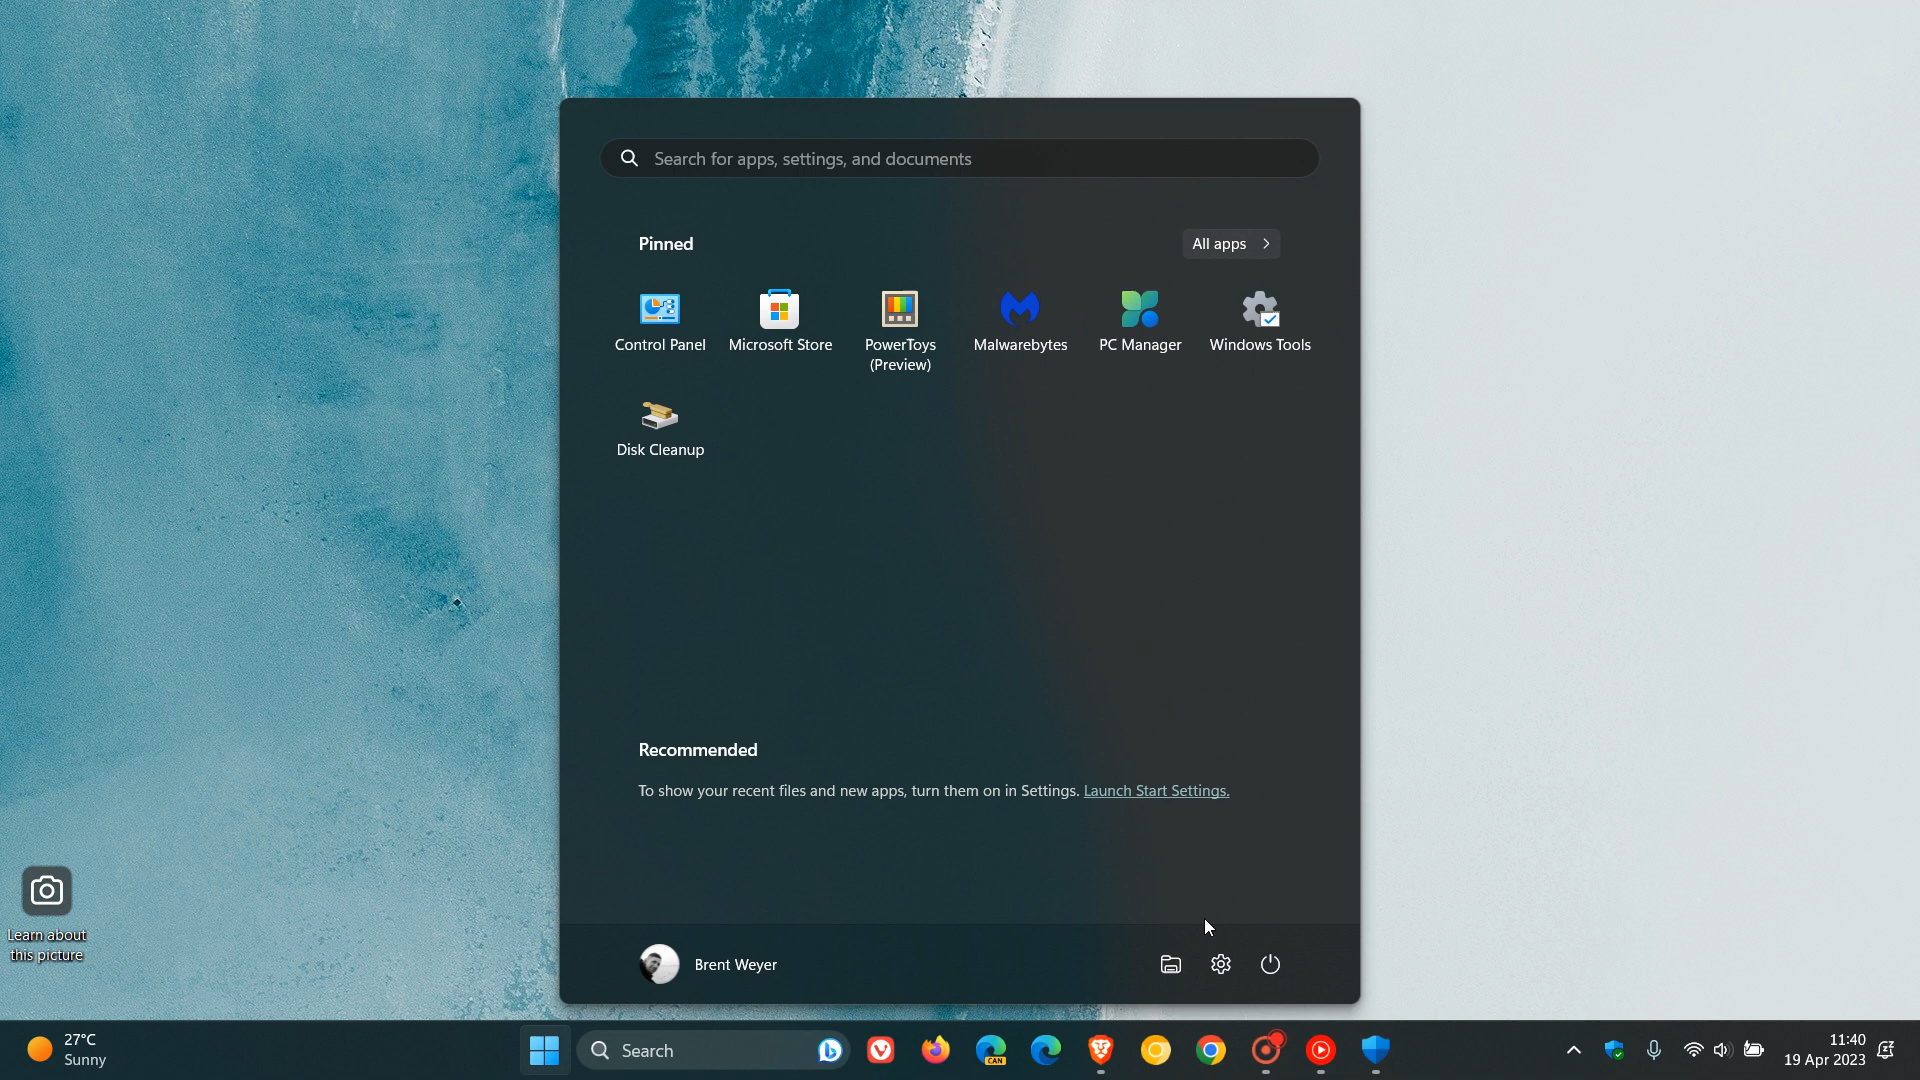 Search for apps, settings, and documents
Pinned
All apps
Control Panel
Microsoft Store
PowerToys
(Preview)
Malwarebytes
PC Manager
Windows Tools
Disk Cleanup
Recommended
To show your recent files and new apps, turn them on in Settings. Launch Start Settings.
Learn about
this picture
Brent Weyer
27°C
Sunny
Search
CAN
11:40
19 Apr 2023